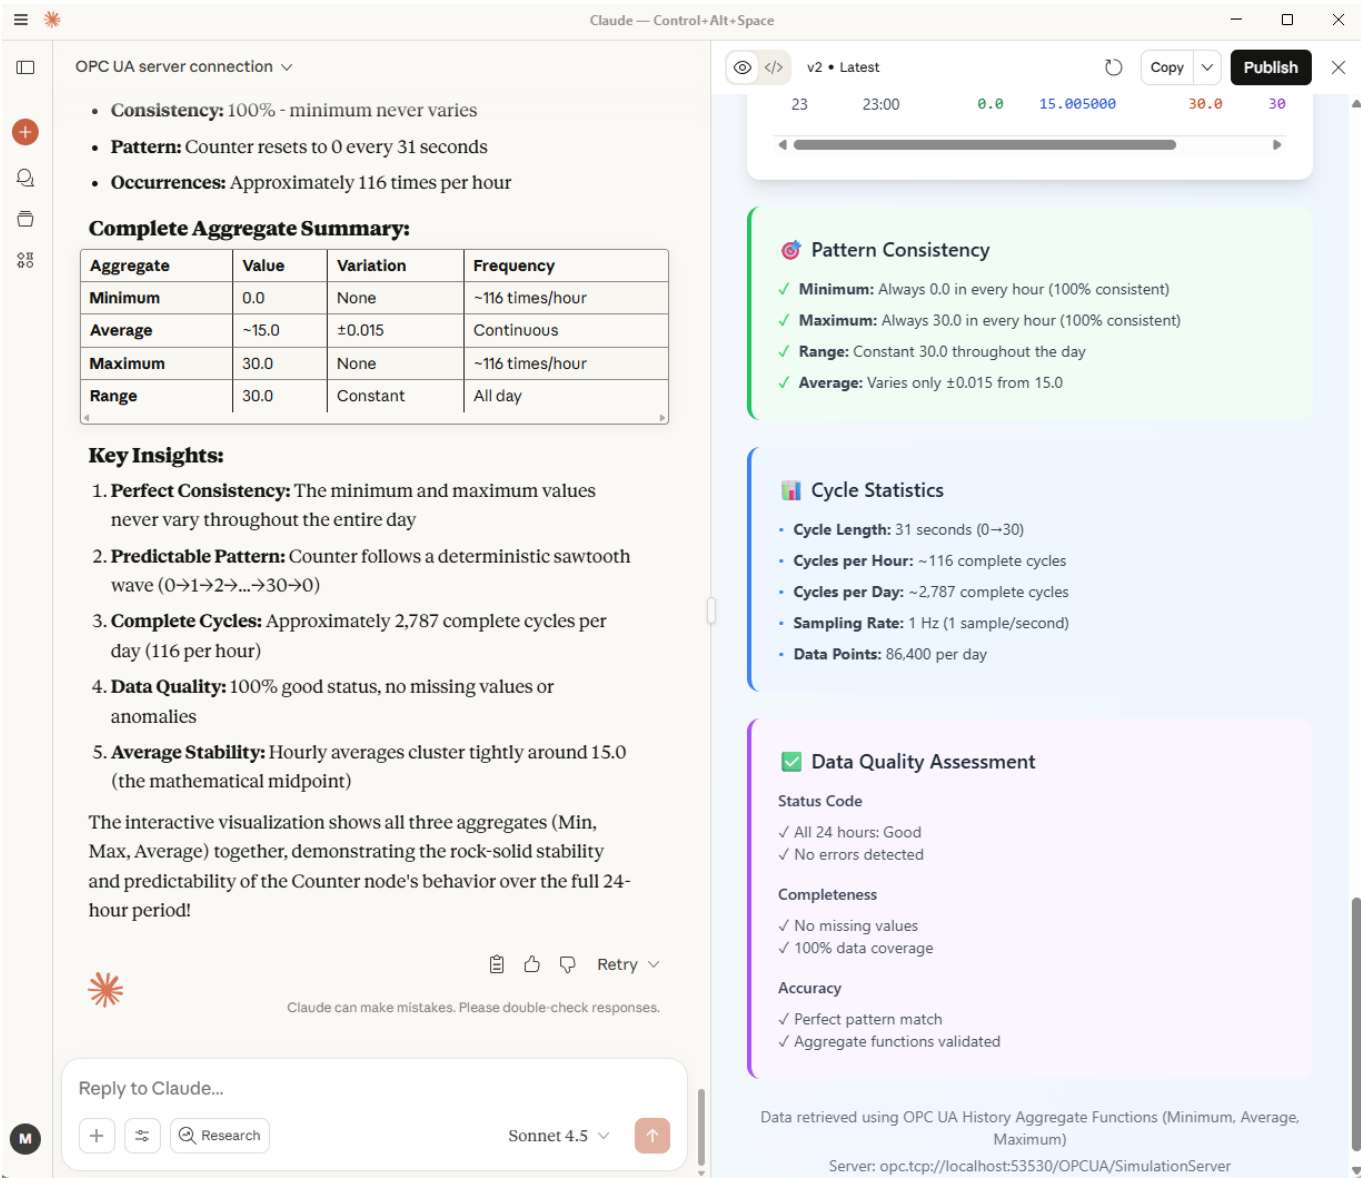 Claude — Control+Alt+Space
OPC UA server connection
• Consistency: 100% - minimum never varies
• Pattern: Counter resets to 0 every 31 seconds
• Occurrences: Approximately 116 times per hour
Complete Aggregate Summary:
Aggregate Value Variation Frequency
Minimum 0.0 None ~116 times/hour
Average ~15.0 ±0.015 Continuous
Maximum 30.0 None ~116 times/hour
Range 30.0 Constant All day
Key Insights:
1. Perfect Consistency: The minimum and maximum values
never vary throughout the entire day
2. Predictable Pattern: Counter follows a deterministic sawtooth
wave (0→1→2→...→30→0)
3. Complete Cycles: Approximately 2,787 complete cycles per
day (116 per hour)
4. Data Quality: 100% good status, no missing values or
anomalies
5. Average Stability: Hourly averages cluster tightly around 15.0
(the mathematical midpoint)
The interactive visualization shows all three aggregates (Min,
Max, Average) together, demonstrating the rock-solid stability
and predictability of the Counter node's behavior over the full 24-
hour period!
Retry
Claude can make mistakes. Please double-check responses.
Reply to Claude...
Research
Sonnet 4.5
M
v2 • Latest
Copy
Publish
23 23:00 0.0 15.005000 30.0 30
🎯 Pattern Consistency
✓ Minimum: Always 0.0 in every hour (100% consistent)
✓ Maximum: Always 30.0 in every hour (100% consistent)
✓ Range: Constant 30.0 throughout the day
✓ Average: Varies only ±0.015 from 15.0
📊 Cycle Statistics
• Cycle Length: 31 seconds (0→30)
• Cycles per Hour: ~116 complete cycles
• Cycles per Day: ~2,787 complete cycles
• Sampling Rate: 1 Hz (1 sample/second)
• Data Points: 86,400 per day
✅ Data Quality Assessment
Status Code
✓ All 24 hours: Good
✓ No errors detected
Completeness
✓ No missing values
✓ 100% data coverage
Accuracy
✓ Perfect pattern match
✓ Aggregate functions validated
Data retrieved using OPC UA History Aggregate Functions (Minimum, Average,
Maximum)
Server: opc.tcp://localhost:53530/OPCUA/SimulationServer